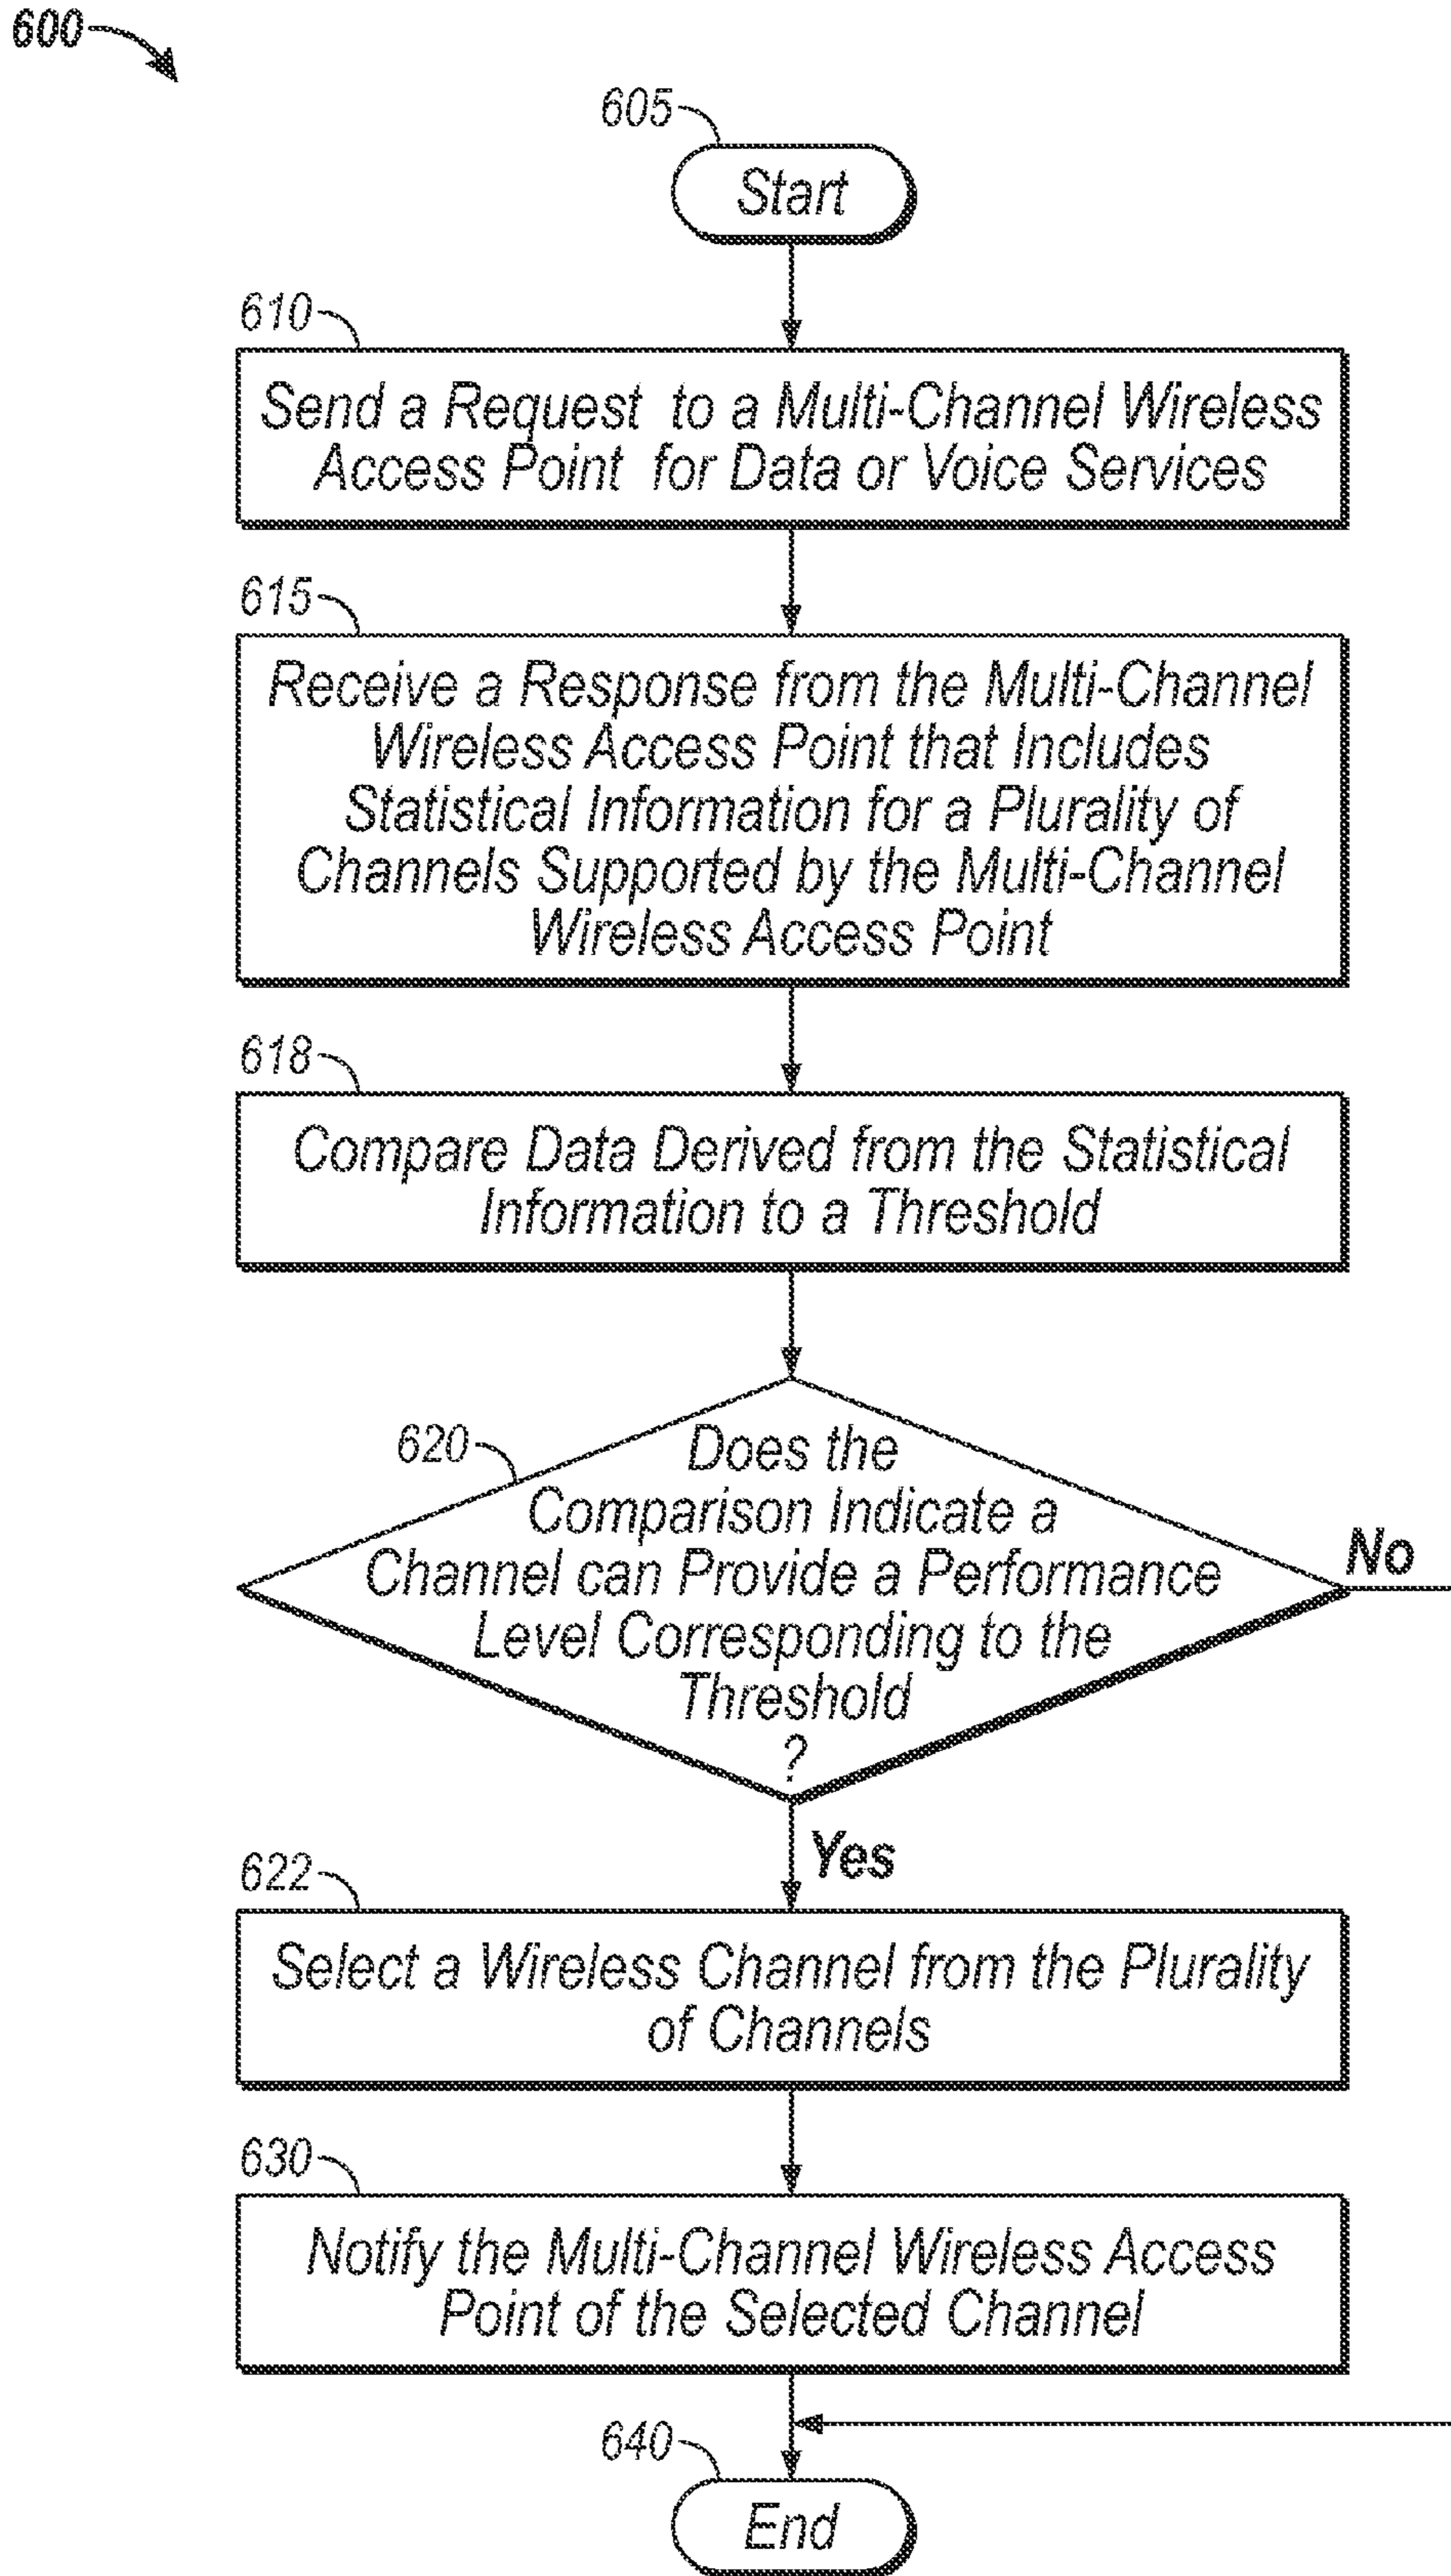 600
605
Start
610
Send a Request to a Multi-Channel Wireless
Access Point for Data or Voice Services
615
Receive a Response from the Multi-Channel
Wireless Access Point that Includes
Statistical Information for a Plurality of
Channels Supported by the Multi-Channel
Wireless Access Point
618
Compare Data Derived from the Statistical
Information to a Threshold
620
Does the
Comparison Indicate a
Channel can Provide a Performance
Level Corresponding to the
Threshold
?
No
Yes
622
Select a Wireless Channel from the Plurality
of Channels
630
Notify the Multi-Channel Wireless Access
Point of the Selected Channel
640
End